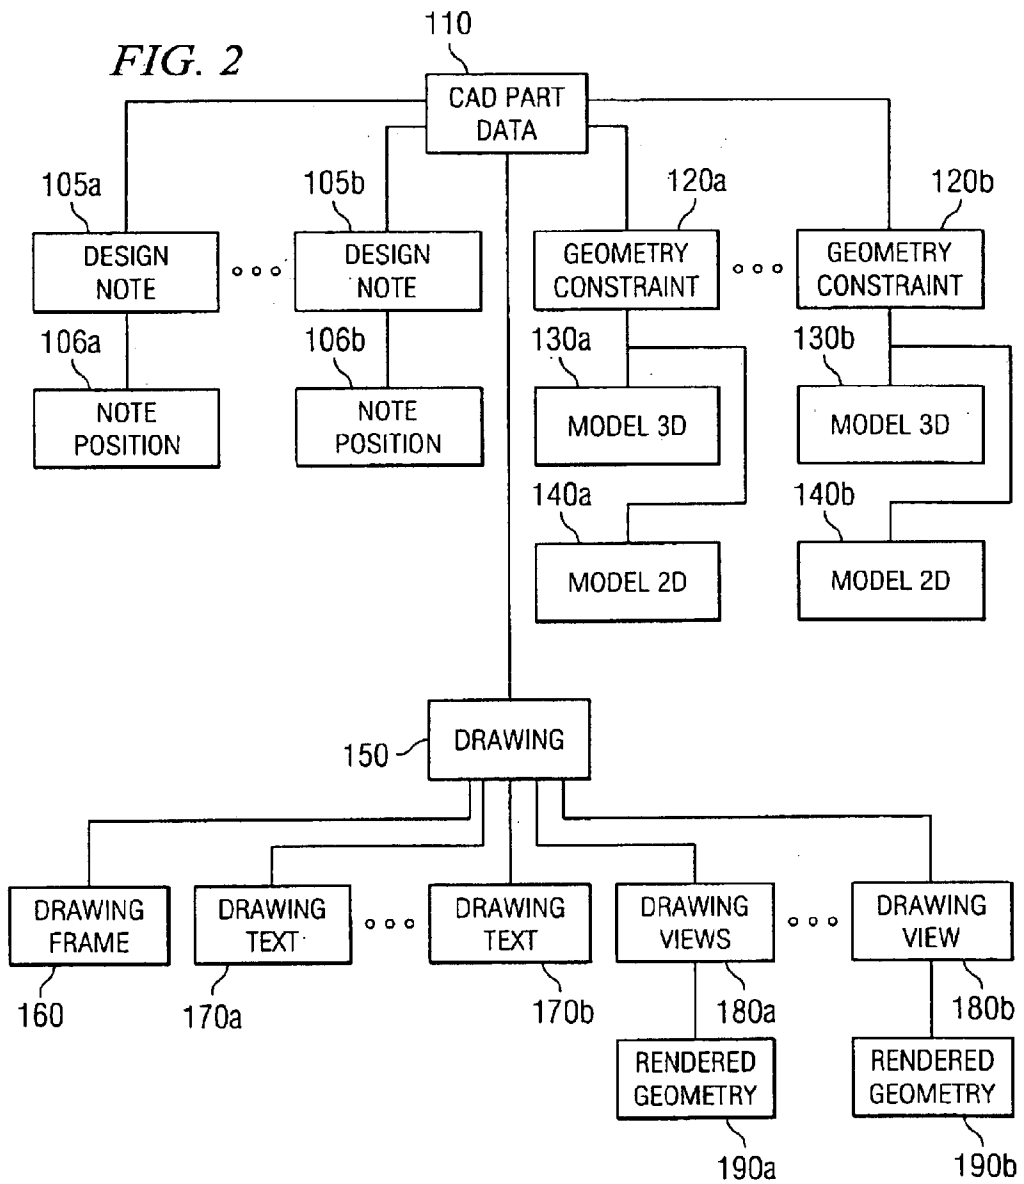 FIG. 2
110
CAD PART
DATA
105a
DESIGN
NOTE
105b
DESIGN
NOTE
120a
GEOMETRY
CONSTRAINT
120b
GEOMETRY
CONSTRAINT
106a
NOTE
POSITION
106b
NOTE
POSITION
130a
MODEL 3D
130b
MODEL 3D
140a
MODEL 2D
140b
MODEL 2D
150
DRAWING
DRAWING
FRAME
160
DRAWING
TEXT
170a
DRAWING
TEXT
170b
DRAWING
VIEWS
180a
DRAWING
VIEW
180b
RENDERED
GEOMETRY
190a
RENDERED
GEOMETRY
190b